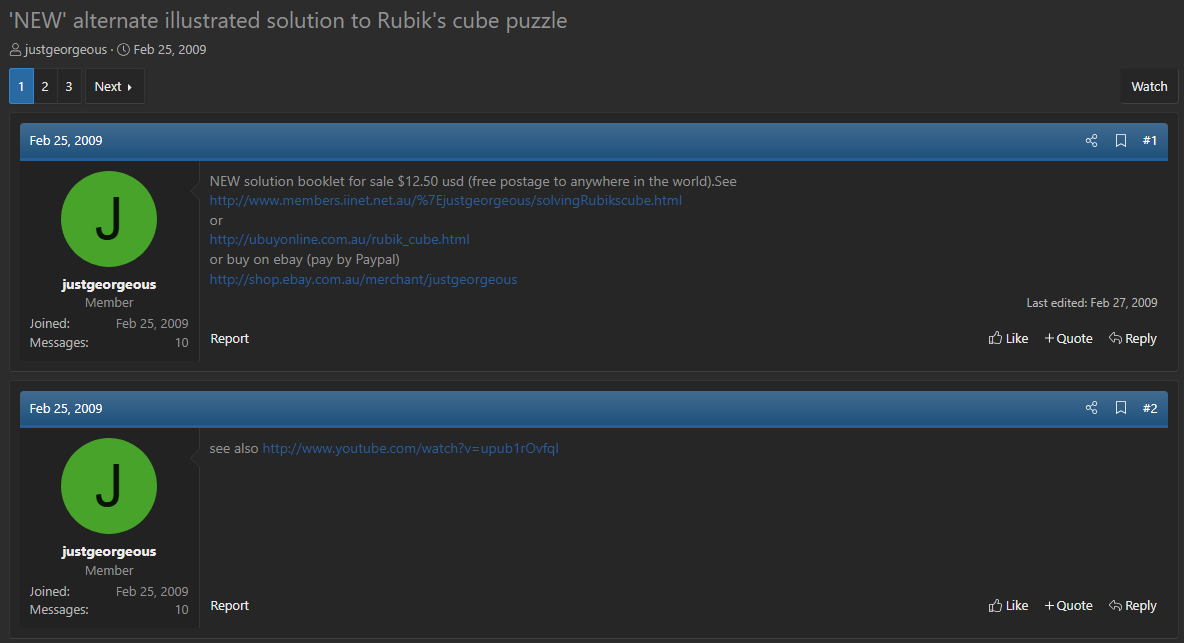 'NEW' alternate illustrated solution to Rubik's cube puzzle
justgeorgeous · Feb 25, 2009
1 2 3 Next
Watch
Feb 25, 2009 #1
J
justgeorgeous
Member
Joined: Feb 25, 2009
Messages: 10
NEW solution booklet for sale $12.50 usd (free postage to anywhere in the world).See
http://www.members.iinet.net.au/%7Ejustgeorgeous/solvingRubikscube.html
or
http://ubuyonline.com.au/rubik_cube.html
or buy on ebay (pay by Paypal)
http://shop.ebay.com.au/merchant/justgeorgeous
Last edited: Feb 27, 2009
Report Like +Quote Reply
Feb 25, 2009 #2
J
justgeorgeous
Member
Joined: Feb 25, 2009
Messages: 10
see also http://www.youtube.com/watch?v=upub1rOvfqI
Report Like +Quote Reply